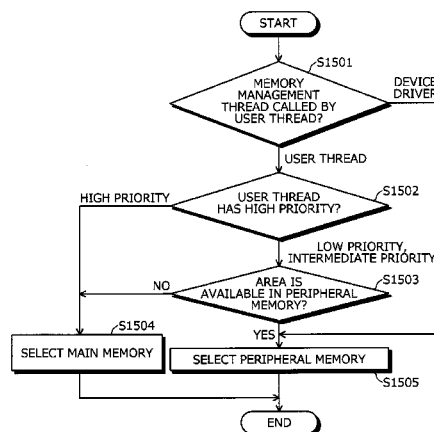 START
S1501
MEMORY
MANAGEMENT
THREAD CALLED BY
USER THREAD?
DEVICE
DRIVER
USER THREAD
S1502
HIGH PRIORITY
USER THREAD
HAS HIGH PRIORITY?
LOW PRIORITY,
INTERMEDIATE PRIORITY
S1503
NO
AREA IS
AVAILABLE IN PERIPHERAL
MEMORY?
S1504
YES
SELECT MAIN MEMORY
SELECT PERIPHERAL MEMORY
S1505
END